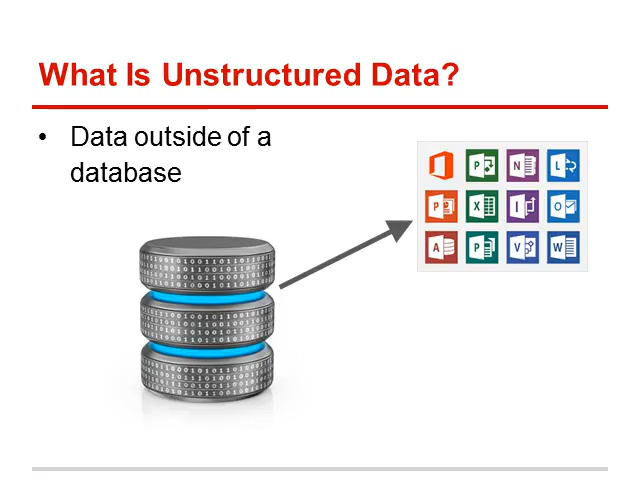 What Is Unstructured Data?
• Data outside of a
database
P N L
P X I O
A P V W